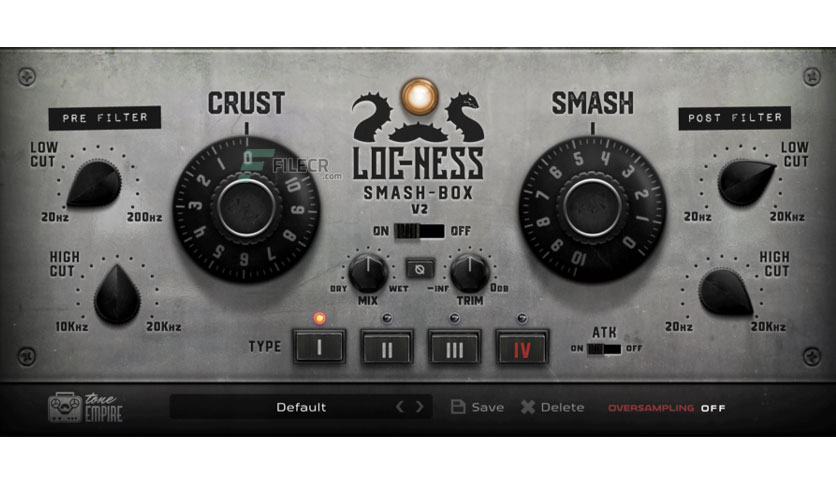 CRUST
SMASH
PRE FILTER
POST FILTER
LOW CUT
20Hz
200Hz
HIGH CUT
10KHz
20KHz
0
1
2
3
4
5
6
7
8
9
10
FILECR
.com
LOC-NESS
SMASH-BOX
V2
ON
OFF
DRY
MIX
WET
Ø
-INF
TRIM
0DB
0
1
2
3
4
5
6
7
8
9
10
LOW CUT
20Hz
20KHz
HIGH CUT
20Hz
20KHz
TYPE
I
II
III
IV
ATK
ON
OFF
tone
EMPIRE
Default
Save
Delete
OVERSAMPLING OFF